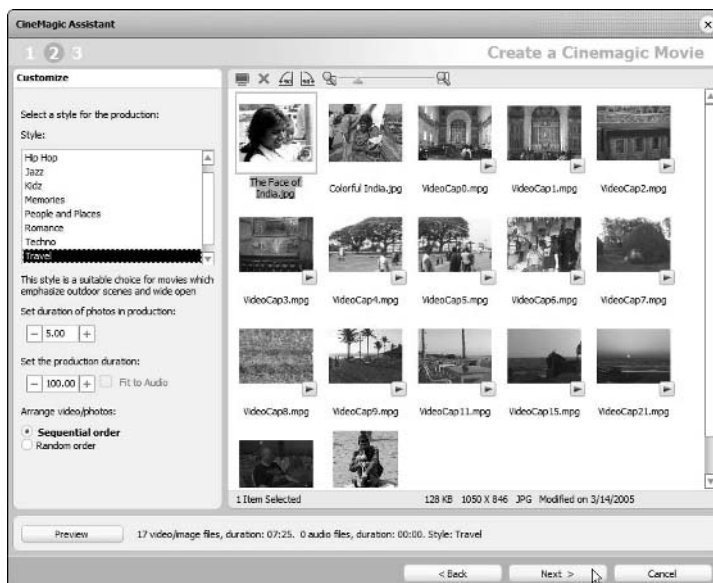 CineMagic Assistant
1 2 3
Create a Cinemagic Movie
Customize
Select a style for the production:
Style:
Hip Hop
Jazz
Kidz
Memories
People and Places
Romance
Techno
Travel
This style is a suitable choice for movies which
emphasize outdoor scenes and wide open
Set duration of photos in production:
5.00
Set the production duration:
100.00
Fit to Audio
Arrange video/photos:
Sequential order
Random order
The Face of
India.jpg
Colorful India.jpg
VideoCap0.mpg
VideoCap1.mpg
VideoCap2.mpg
VideoCap3.mpg
VideoCap4.mpg
VideoCap5.mpg
VideoCap6.mpg
VideoCap7.mpg
VideoCap8.mpg
VideoCap9.mpg
VideoCap11.mpg
VideoCap15.mpg
VideoCap21.mpg
1 Item Selected
128 KB 1050 X 846 JPG Modified on 3/14/2005
Preview
17 video/image files, duration: 07:25. 0 audio files, duration: 00:00. Style: Travel
< Back
Next >
Cancel